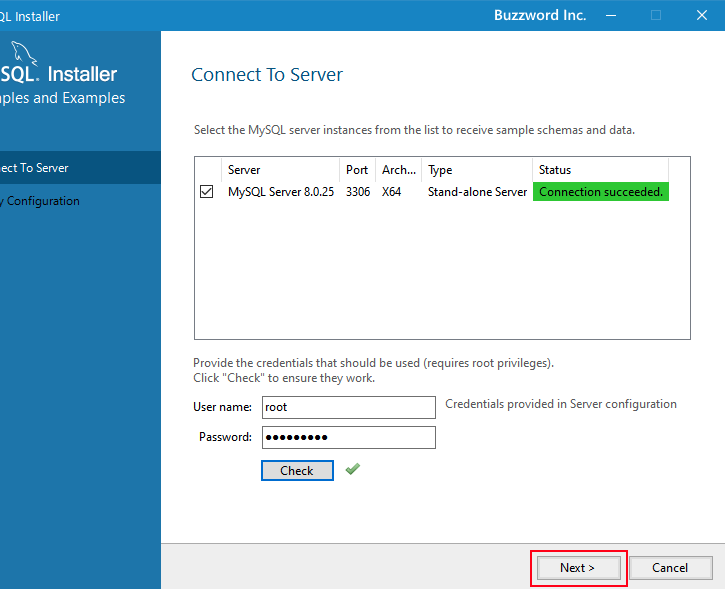 QL Installer
Buzzword Inc.
SQL. Installer
ples and Examples
Connect To Server
Select the MySQL server instances from the list to receive sample schemas and data.
ect To Server
y Configuration
Server Port Arch... Type Status
MySQL Server 8.0.25 3306 X64 Stand-alone Server Connection succeeded.
Provide the credentials that should be used (requires root privileges).
Click "Check" to ensure they work.
User name: root Credentials provided in Server configuration
Password: ●●●●●●●●●
Check
Next > Cancel